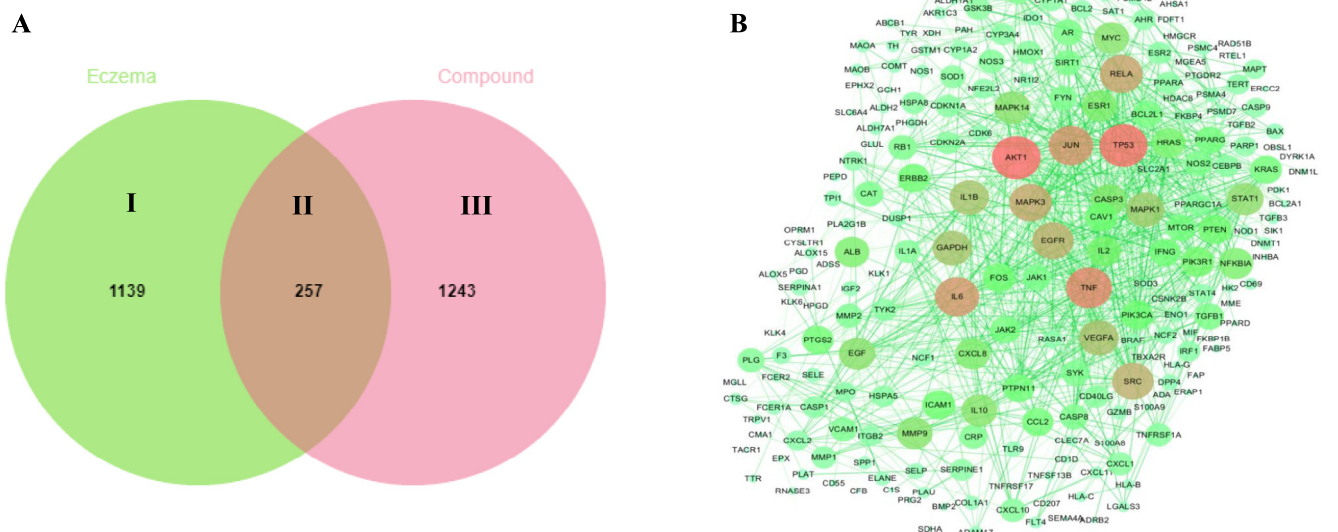 A
B
Eczema
Compound
I
II
III
1139
257
1243
GSK3B
BCL2
SAT1
AHSA1
AKR1C3
IDO1
ABCB1
TYR
XDH
PAH
CYP3A4
AR
MYC
AHR
FDFT1
HMGCR
MAOA
TH
GSTM1
CYP1A2
HMOX1
ESR2
PSMC4
RAD51B
RTEL1
MAOB
COMT
NOS1
SOD1
NOS3
NR1I2
SIRT1
RELA
MGEA5
PTGDR2
MAPT
EPHX2
GCH1
NFE2L2
PPARA
TERT
ERCC2
SLC6A4
ALDH2
HSPA8
CDKN1A
MAPK14
FYN
ESR1
BCL2L1
HDAC8
PSMA4
PSMD7
CASP9
ALDH7A1
PHGDH
FKBP4
TGFB2
BAX
GLUL
RB1
CDKN2A
CDK6
AKT1
JUN
TP53
HRAS
PPARG
PARP1
OBSL1
DYRK1A
NTRK1
SLC2A1
NOS2
CEBPB
KRAS
DNM1L
PEPD
ERBB2
TPI1
CAT
IL1B
MAPK3
CASP3
MAPK1
PPARGC1A
STAT1
PDK1
BCL2A1
PLA2G1B
DUSP1
CAV1
TGFB3
OPRM1
MTOR
PTEN
NOD1
SIK1
CYSLTR1
ALOX15
ALB
IL1A
GAPDH
EGFR
IL2
IFNG
DNMT1
INHBA
ADSS
PIK3R1
NFKBIA
ALOX5
PGD
KLK1
FOS
JAK1
TNF
SOD3
HK2
CD69
SERPINA1
IGF2
IL6
CSNK2B
STAT4
MME
KLK6
HPGD
MMP2
TYK2
PIK3CA
ENO1
TGFB1
PPARD
KLK4
PTGS2
JAK2
RASA1
VEGFA
BRAF
NCF2
MIF
FKBP1B
FABP5
PLG
F3
EGF
NCF1
CXCL8
TBXA2R
IRF1
HLA-G
FCER2
SELE
SYK
SRC
FAP
MGLL
DPP4
ERAP1
CTSG
FCER1A
CASP1
MPO
HSPA5
PTPN11
CD40LG
ADA
TRPV1
ICAM1
IL10
CASP8
GZMB
S100A9
CMA1
CXCL2
VCAM1
ITGB2
MMP9
CRP
CCL2
CLEC7A
S100A8
TNFRSF1A
TACR1
EPX
MMP1
SPP1
TLR9
CD1D
CXCL1
TTR
PLAT
CD55
ELANE
SELP
SERPINE1
TNFSF13B
CXCL11
RNASE3
CFB
C1S
PLAU
TNFRSF17
HLA-B
PRG2
BMP2
COL1A1
CD207
HLA-C
LGALS3
CXCL10
SEMA4A
ADRB2
SDHA
FLT4